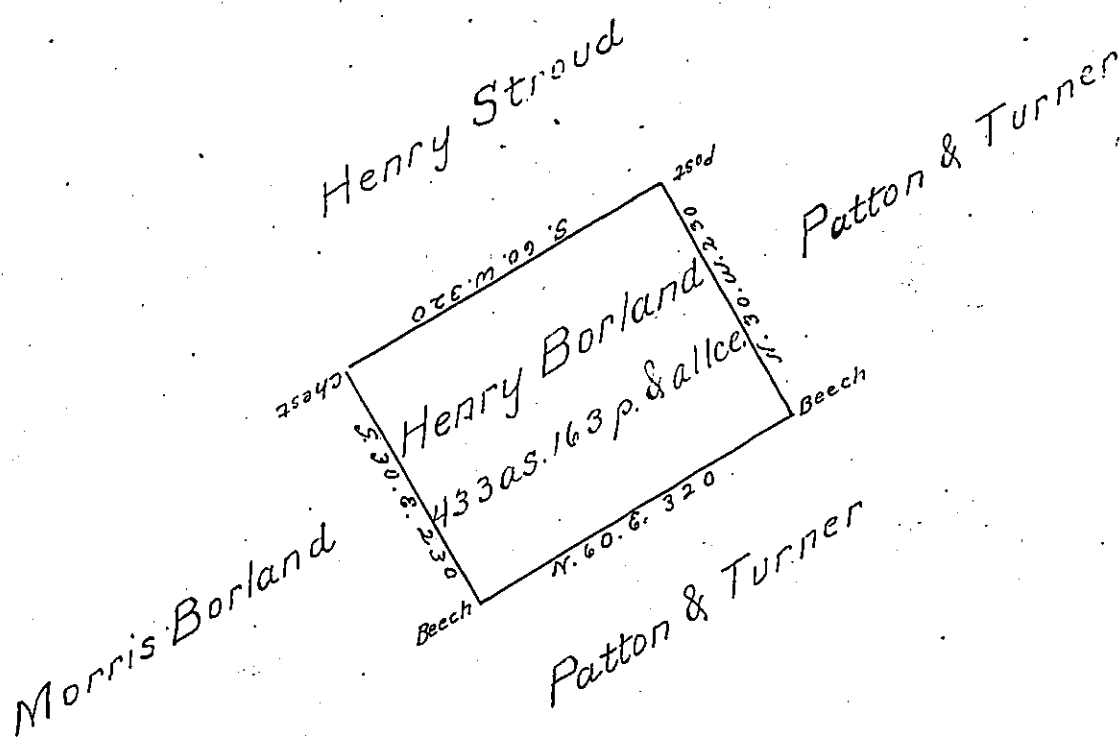 Henry Stroud
Patton & Turner
Post
S. 60. W. 320
N. 30. W. 230
Henry Borland
433 as. 163 p. & allce.
Chest
S. 30. E. 230
Beech
N. 60. E. 320
Beech
Morris Borland
Patton & Turner